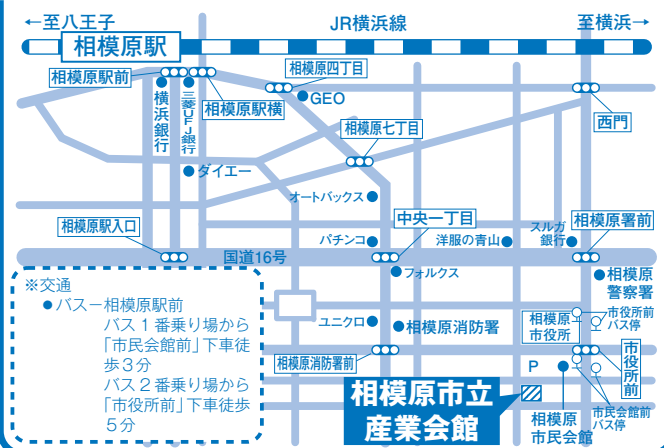 ←至八王子
JR横浜線
至横浜→
相模原駅
相模原駅前
相模原四丁目
横浜銀行
三菱UFJ銀行
相模原駅横
GEO
西門
相模原七丁目
ダイエー
オートバックス
相模原駅入口
パチンコ
中央一丁目
洋服の青山
スルガ
銀行
相模原署前
国道16号
フォルクス
相模原
警察署
※交通
●バス－相模原駅前
バス1番乗り場から
「市民会館前」下車徒
歩3分
バス2番乗り場から
「市役所前」下車徒歩
5分
ユニクロ
相模原消防署
相模原
市役所
市役所前
バス停
相模原消防署前
市役所前
P
相模原市立
産業会館
相模原
市民会館
市民会館前
バス停